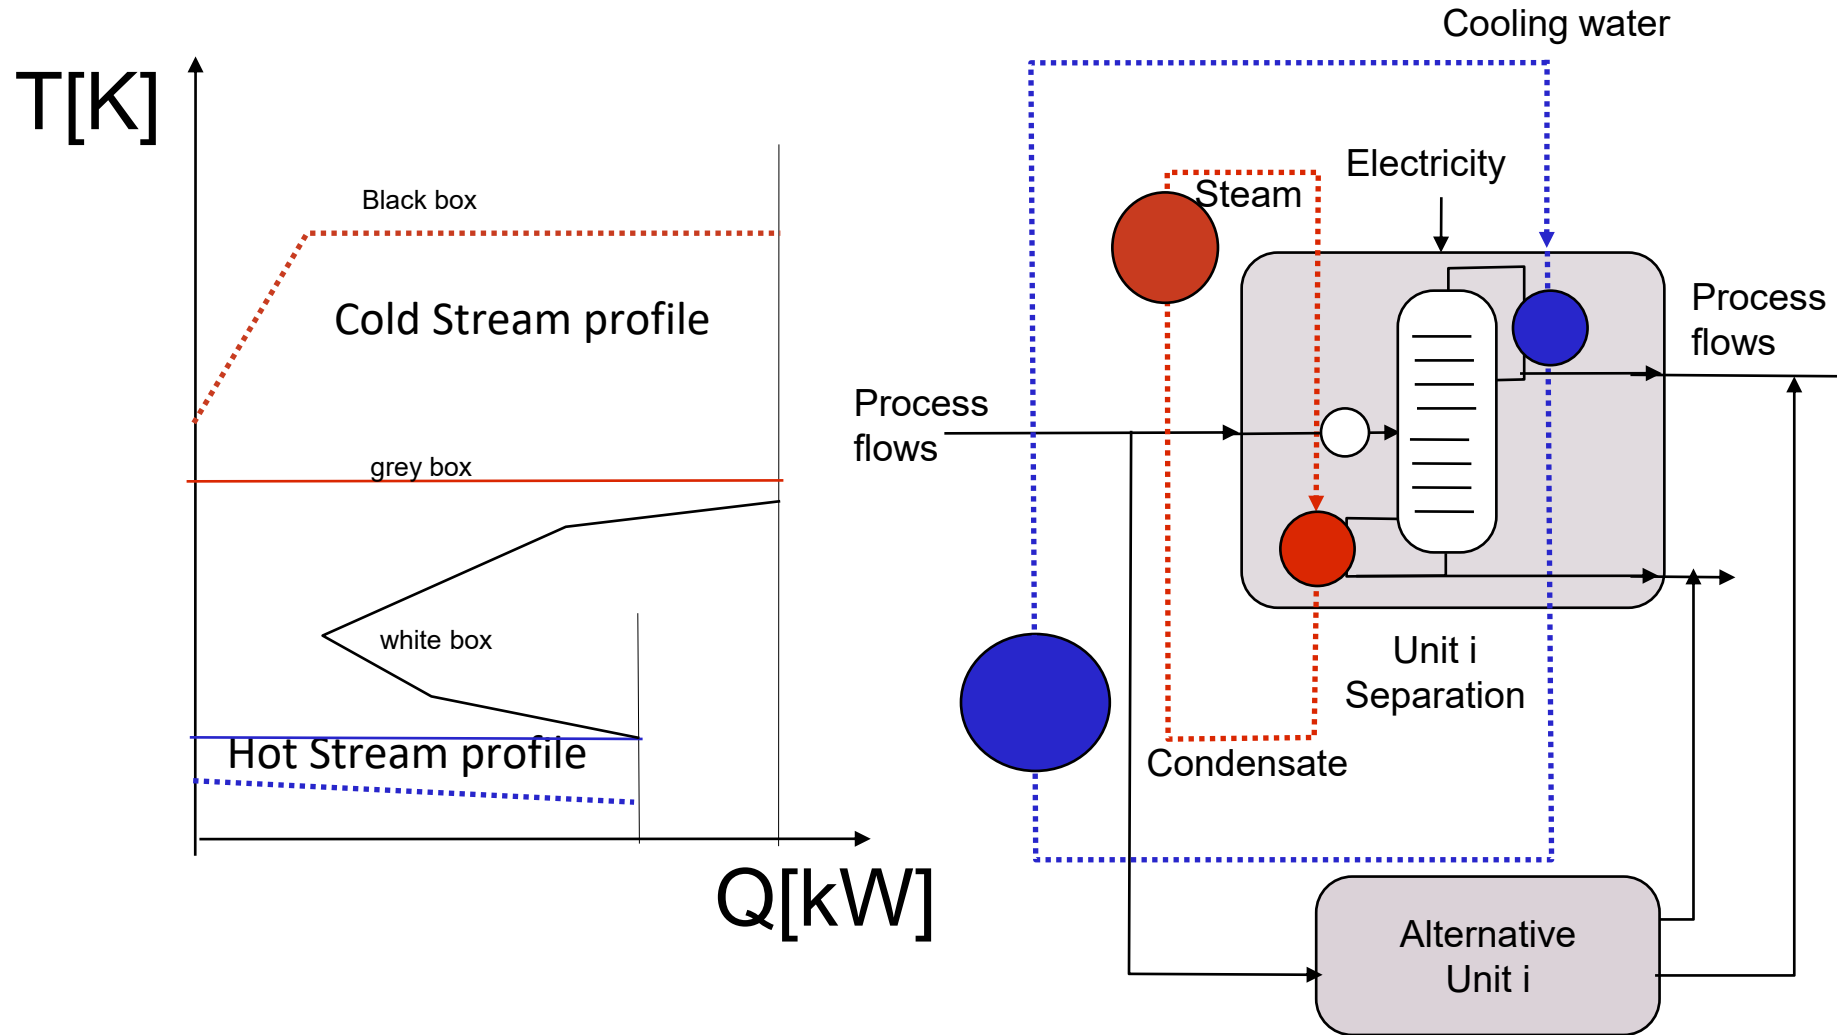 T[K]
Black box
Cold Stream profile
grey box
white box
Hot Stream profile
Q[kW]
Cooling water
Electricity
Steam
Process
flows
Process
flows
Unit i
Separation
Condensate
Alternative
Unit i